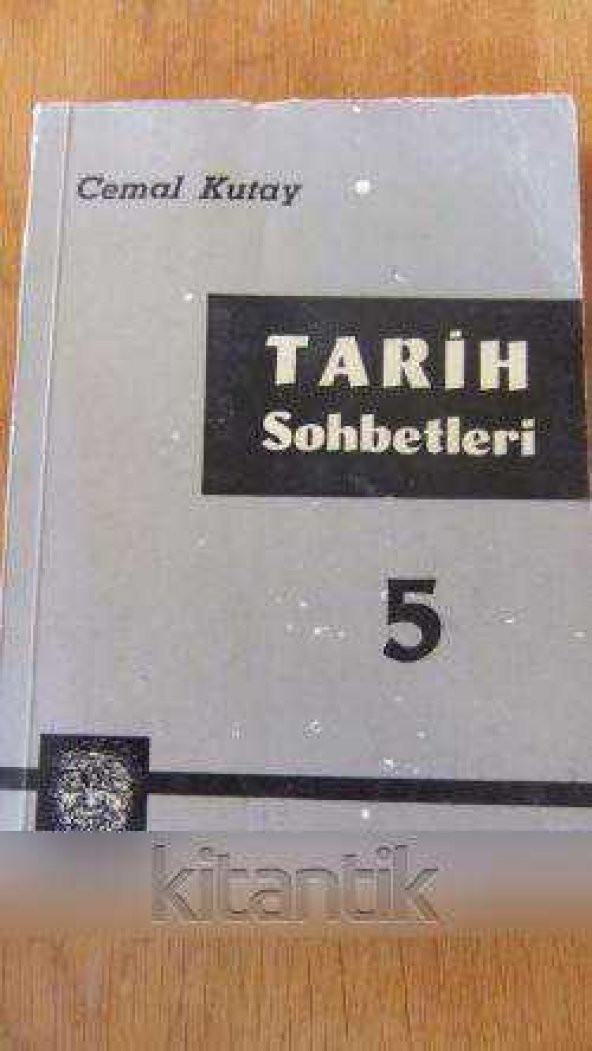 Cemal Kutay
TARİH
Sohbetleri
5
kitantik